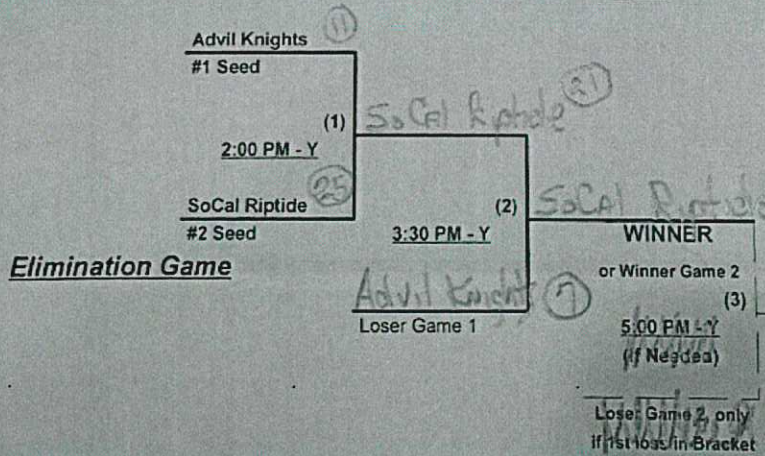 Advil Knights 11
#1 Seed
(1)
2:00 PM - Y
SoCal Riptide 21
SoCal Riptide 25
#2 Seed
Elimination Game
(2)
3:30 PM - Y
SoCal Riptide
WINNER
or Winner Game 2
(3)
5:00 PM - Y
(If Needed)
Advil Knight 7
Loser Game 1
Loser Game 2, only
if 1st loss in Bracket